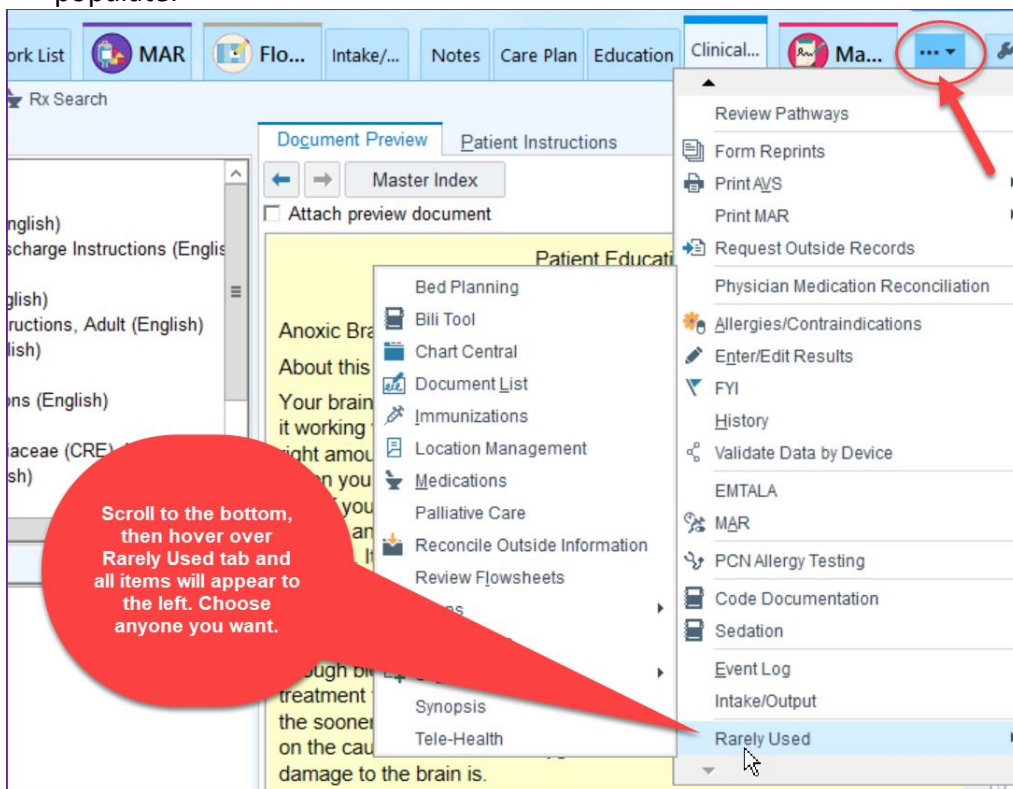 ork List MAR Flo... Intake/... Notes Care Plan Education Clinical... Ma... ...
Rx Search
Document Preview Patient Instructions
Master Index
Attach preview document
nglish)
scharge Instructions (Englis
glish)
ructions, Adult (English)
lish)
ons (English)
iaceae (CRE)
sh)
Patient Educati
Anoxic Bra
About this
Your brain
it working
right amou
n you
you
an
It
ough blo
treatment
the sooner
on the cau
damage to the brain is.
Bed Planning
Bili Tool
Chart Central
Document List
Immunizations
Location Management
Medications
Palliative Care
Reconcile Outside Information
Review Flowsheets
Synopsis
Tele-Health
Review Pathways
Form Reprints
Print AVS
Print MAR
Request Outside Records
Physician Medication Reconciliation
Allergies/Contraindications
Enter/Edit Results
FYI
History
Validate Data by Device
EMTALA
MAR
PCN Allergy Testing
Code Documentation
Sedation
Event Log
Intake/Output
Rarely Used
Scroll to the bottom,
then hover over
Rarely Used tab and
all items will appear to
the left. Choose
anyone you want.